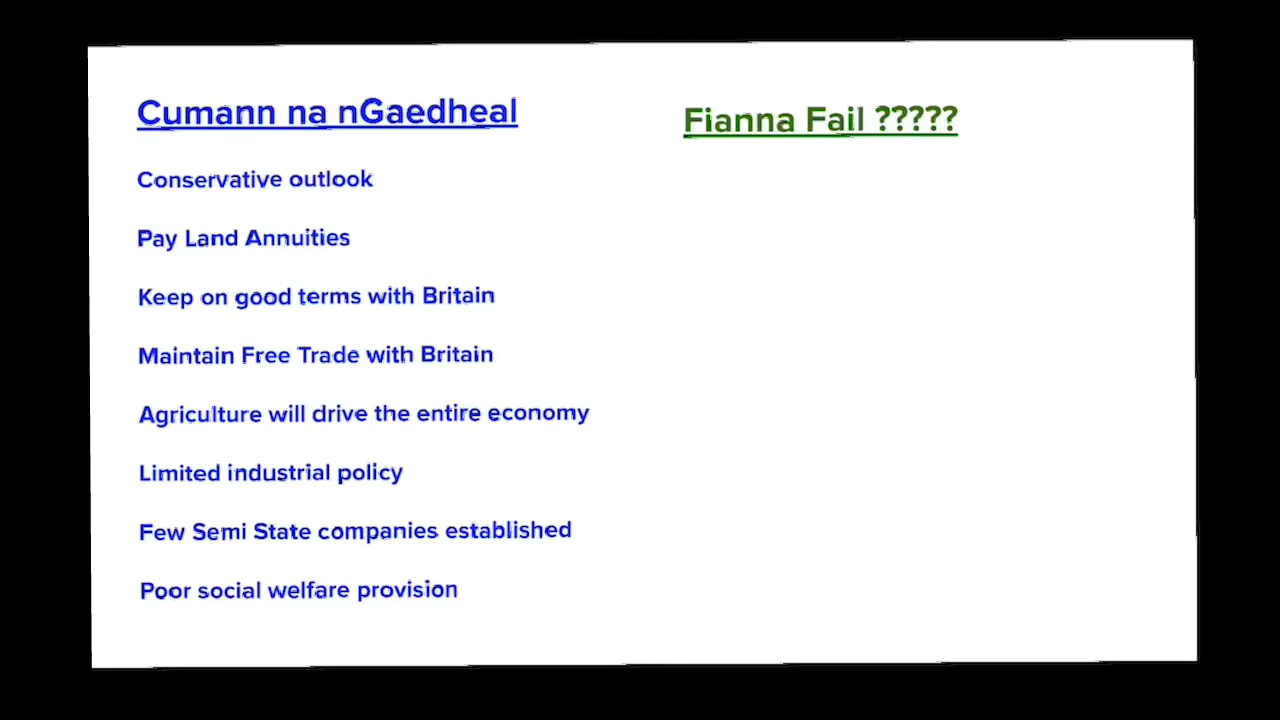 Cumann na nGaedheal
Fianna Fail ?????
Conservative outlook
Pay Land Annuities
Keep on good terms with Britain
Maintain Free Trade with Britain
Agriculture will drive the entire economy
Limited industrial policy
Few Semi State companies established
Poor social welfare provision